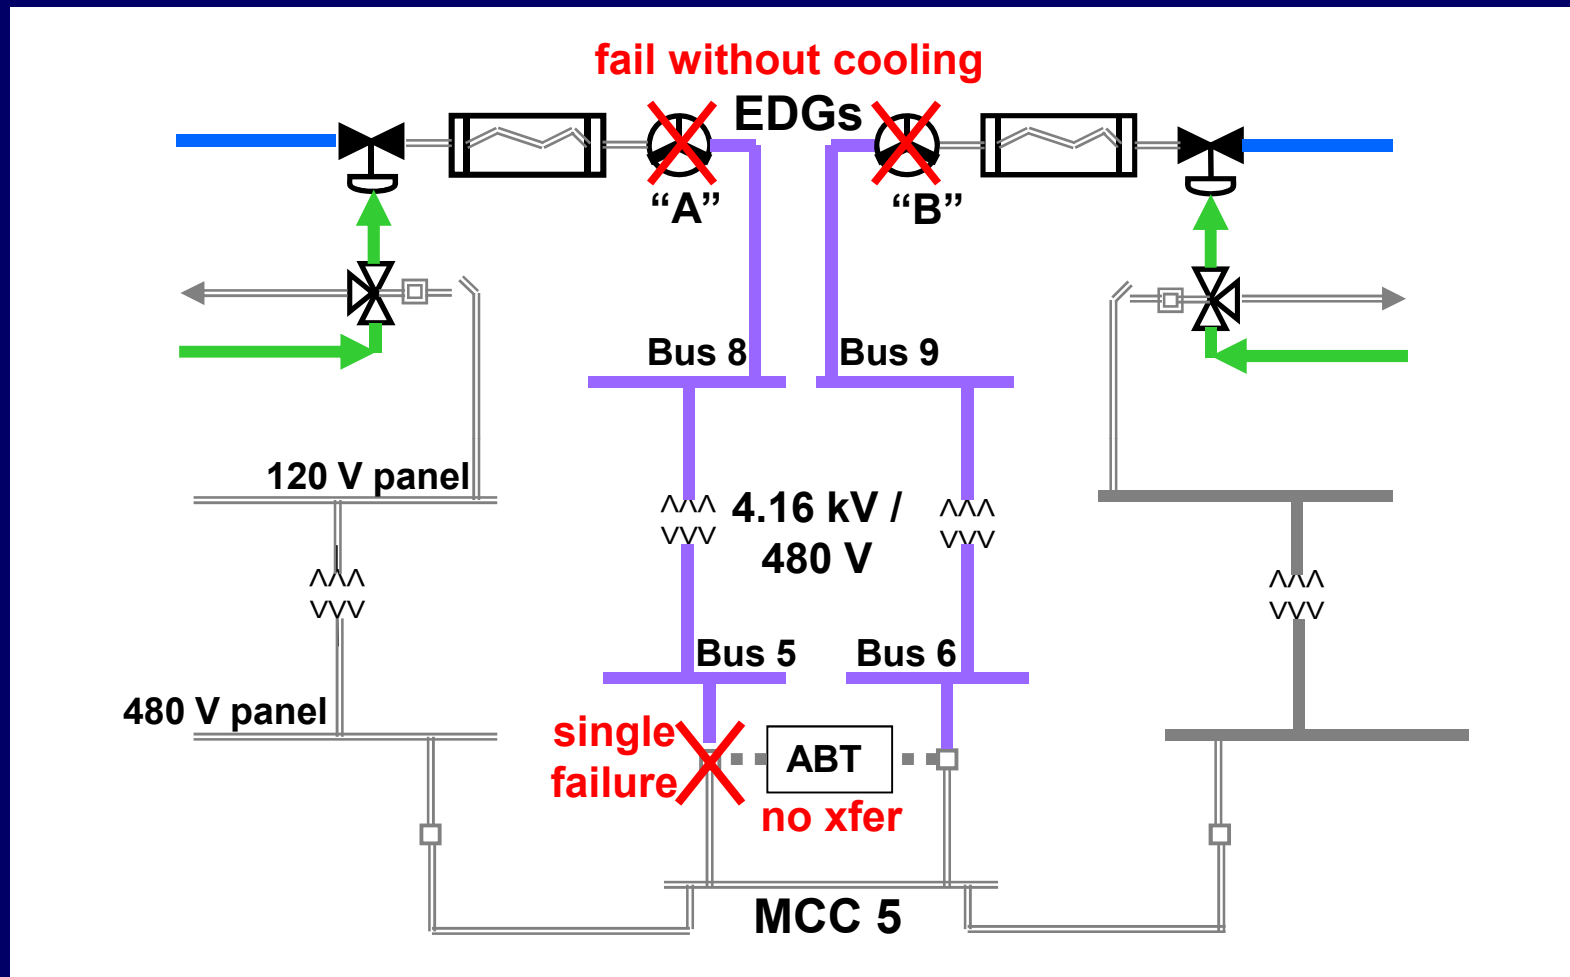 fail without cooling
EDGs
“A”
“B”
Bus 8
Bus 9
120 V panel
4.16 kV /
480 V
Bus 5
Bus 6
480 V panel
single
failure
ABT
no xfer
MCC 5